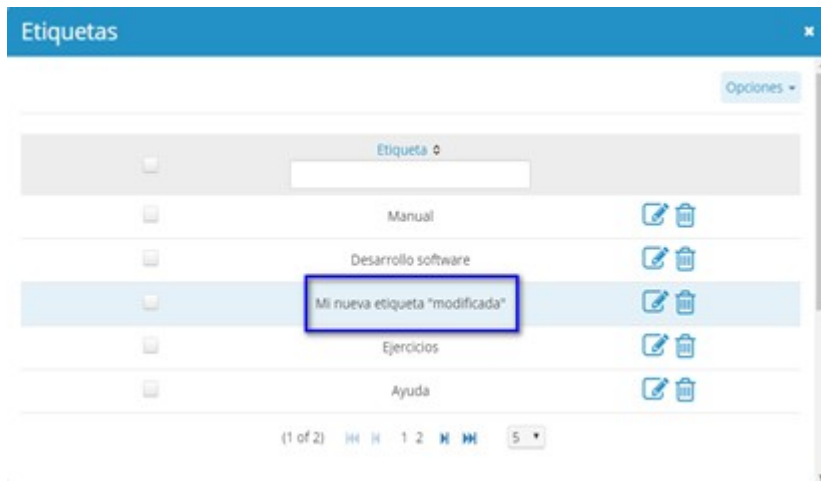 Etiquetas
Opciones
Etiqueta
Manual
Desarrollo software
Mi nueva etiqueta "modificada"
Ejercicios
Ayuda
(1 of 2) 1 2 5